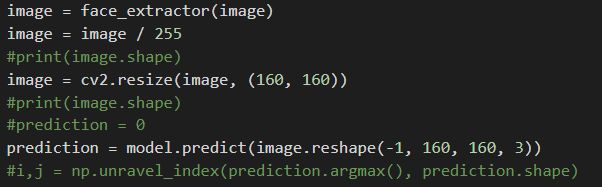 image = face_extractor(image)
image = image / 255
#print(image.shape)
image = cv2.resize(image, (160, 160))
#print(image.shape)
#prediction = 0
prediction = model.predict(image.reshape(-1, 160, 160, 3))
#i,j = np.unravel_index(prediction.argmax(), prediction.shape)